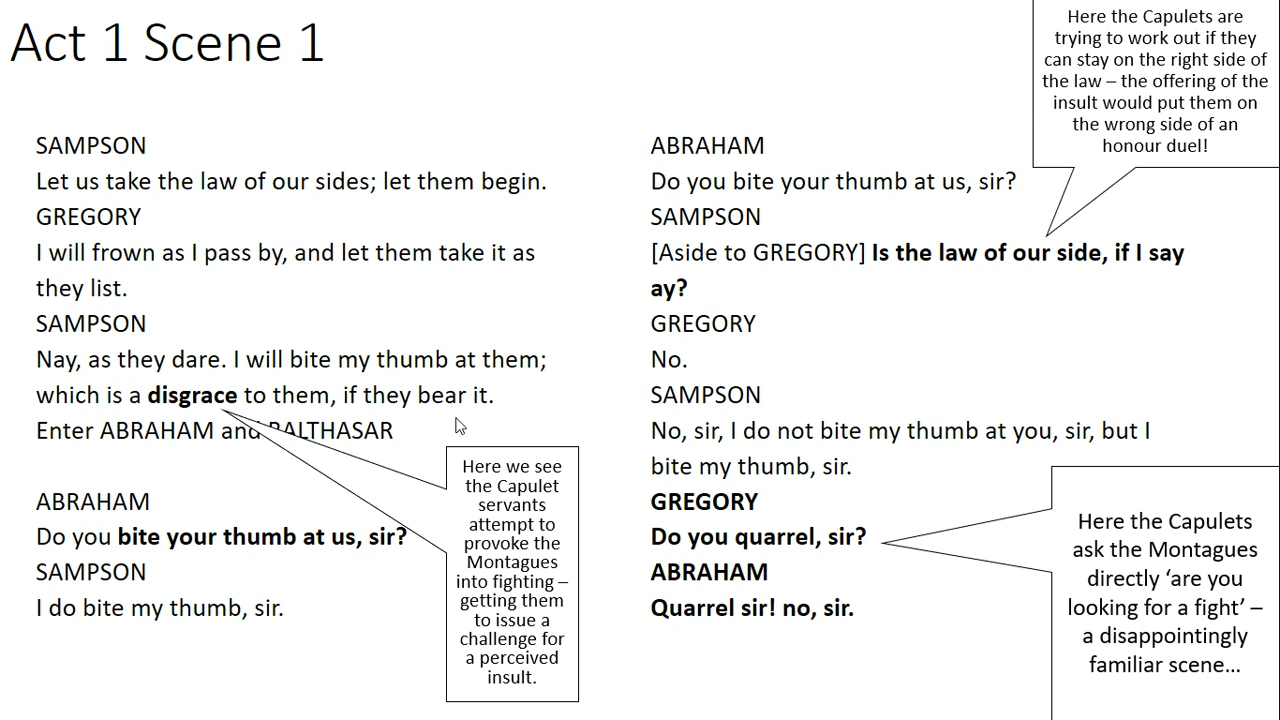 Act 1 Scene 1
SAMPSON
Let us take the law of our sides; let them begin.
GREGORY
I will frown as I pass by, and let them take it as
they list.
SAMPSON
Nay, as they dare. I will bite my thumb at them;
which is a disgrace to them, if they bear it.
Enter ABRAHAM and BALTHASAR
ABRAHAM
Do you bite your thumb at us, sir?
SAMPSON
I do bite my thumb, sir.
Here we see
the Capulet
servants
attempt to
provoke the
Montagues
into fighting –
getting them
to issue a
challenge for
a perceived
insult.
ABRAHAM
Do you bite your thumb at us, sir?
SAMPSON
[Aside to GREGORY] Is the law of our side, if I say
ay?
GREGORY
No.
SAMPSON
No, sir, I do not bite my thumb at you, sir, but I
bite my thumb, sir.
GREGORY
Do you quarrel, sir?
ABRAHAM
Quarrel sir! no, sir.
Here the Capulets are
trying to work out if they
can stay on the right side of
the law – the offering of the
insult would put them on
the wrong side of an
honour duel!
Here the Capulets
ask the Montagues
directly ‘are you
looking for a fight’ –
a disappointingly
familiar scene…